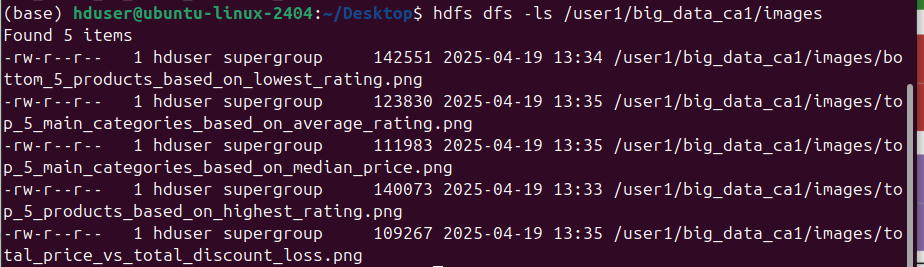 (base) hduser@ubuntu-linux-2404:~/Desktop$ hdfs dfs -ls /user1/big_data_ca1/images
Found 5 items
-rw-r--r--   1 hduser supergroup     142551 2025-04-19 13:34 /user1/big_data_ca1/images/bo
ttom_5_products_based_on_lowest_rating.png
-rw-r--r--   1 hduser supergroup     123830 2025-04-19 13:35 /user1/big_data_ca1/images/to
p_5_main_categories_based_on_average_rating.png
-rw-r--r--   1 hduser supergroup     111983 2025-04-19 13:35 /user1/big_data_ca1/images/to
p_5_main_categories_based_on_median_price.png
-rw-r--r--   1 hduser supergroup     140073 2025-04-19 13:33 /user1/big_data_ca1/images/to
p_5_products_based_on_highest_rating.png
-rw-r--r--   1 hduser supergroup     109267 2025-04-19 13:35 /user1/big_data_ca1/images/to
tal_price_vs_total_discount_loss.png